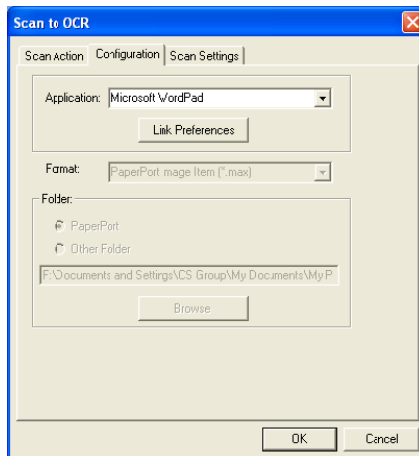 Scan to OCR
Scan Action Configuration Scan Settings
Application: Microsoft WordPad
Link Preferences
Format: PaperPort mage Item (*.max)
Folder:
PaperPort
Other Folder
F:\Documents and Settings\CS Group\My Documents\My P
Browse
OK Cancel